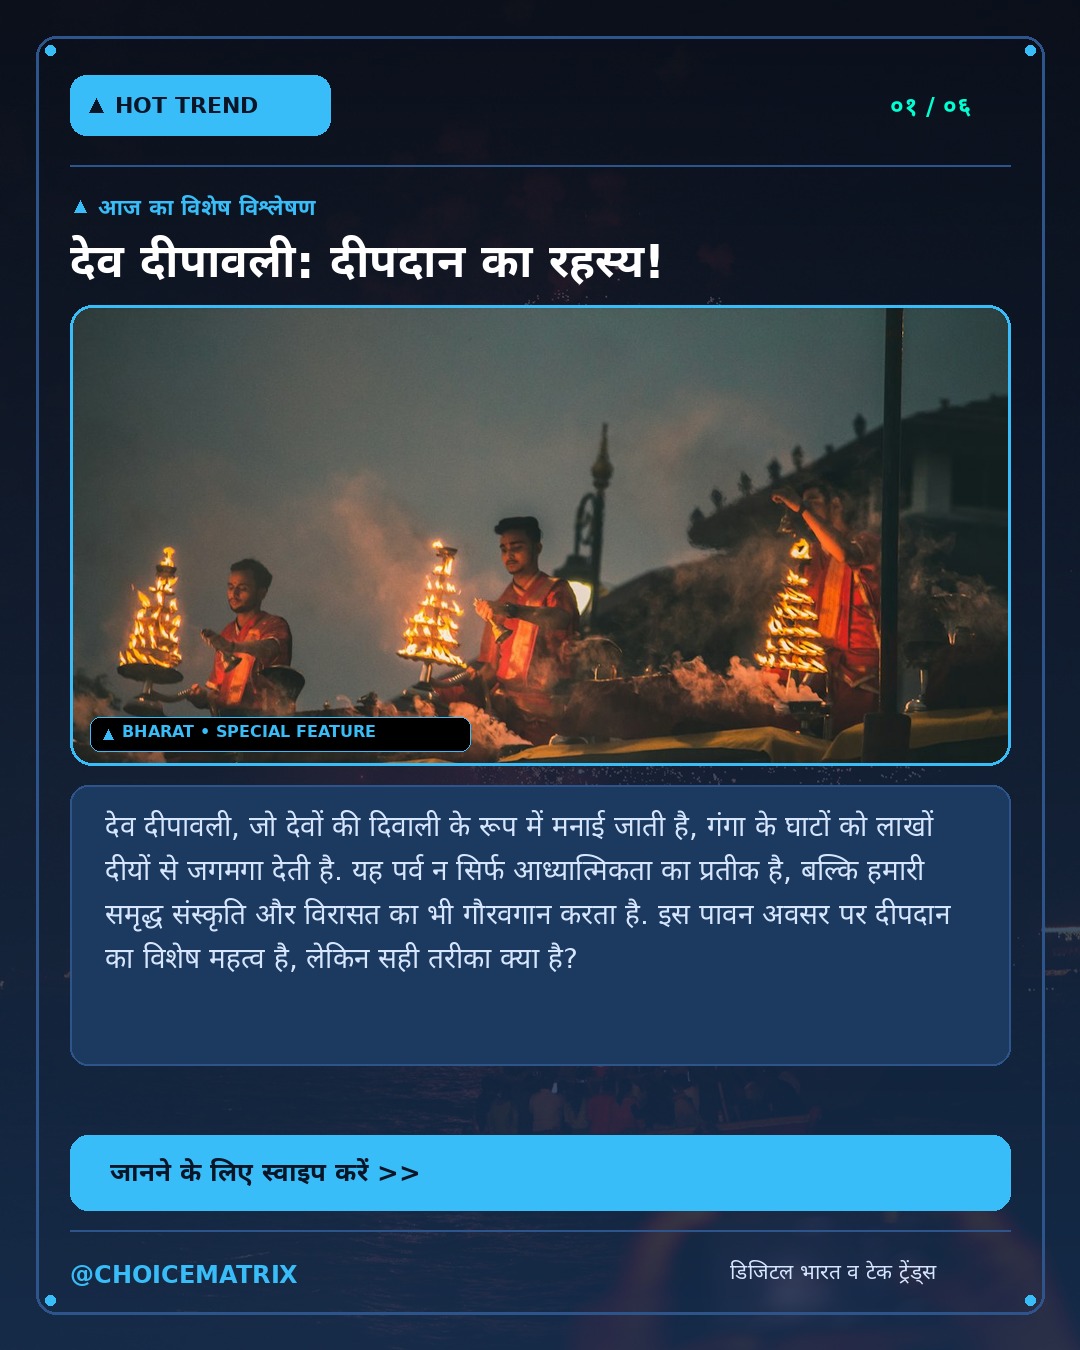 ▲ HOT TREND
०१ / ०६
▲ आज का विशेष विश्लेषण
देव दीपावली: दीपदान का रहस्य!
▲ BHARAT • SPECIAL FEATURE
देव दीपावली, जो देवों की दिवाली के रूप में मनाई जाती है, गंगा के घाटों को लाखों
दीयों से जगमगा देती है. यह पर्व न सिर्फ आध्यात्मिकता का प्रतीक है, बल्कि हमारी
समृद्ध संस्कृति और विरासत का भी गौरवगान करता है. इस पावन अवसर पर दीपदान
का विशेष महत्व है, लेकिन सही तरीका क्या है?
जानने के लिए स्वाइप करें >>
@CHOICEMATRIX
डिजिटल भारत व टेक ट्रेंड्स